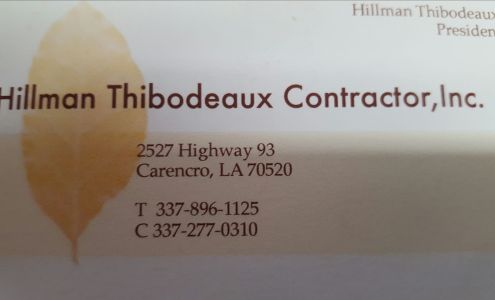 Hillman Thibodeaux
Presiden
Hillman Thibodeaux Contractor,Inc.
2527 Highway 93
Carencro, LA 70520
T 337-896-1125
C 337-277-0310